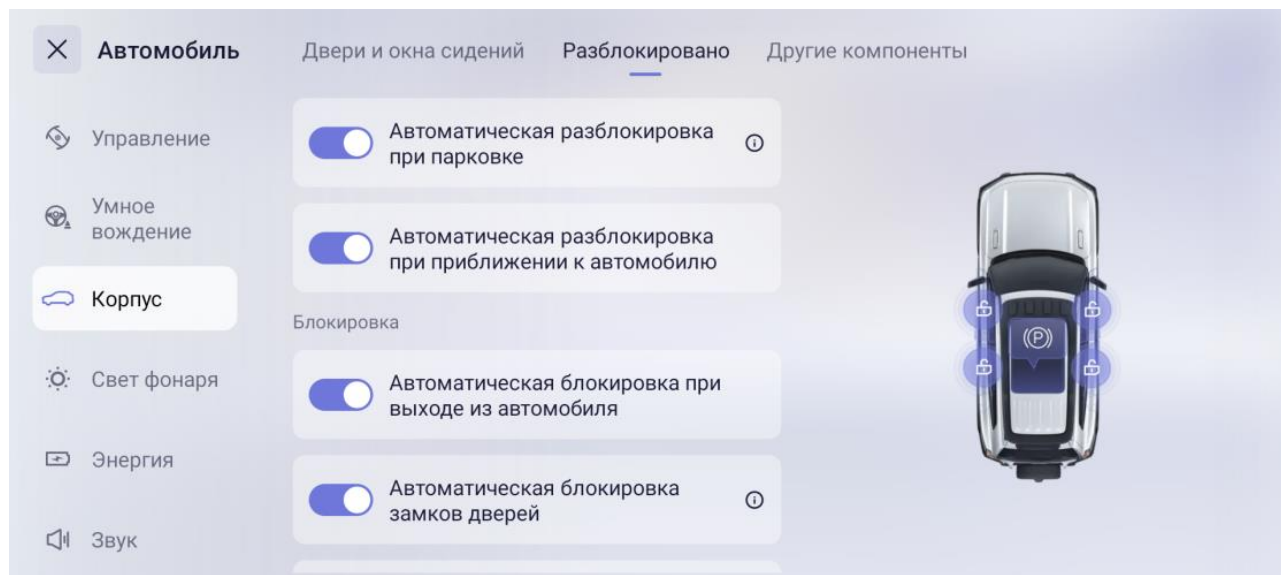 Автомобиль
Двери и окна сидений
Разблокировано
Другие компоненты
Управление
Умное
вождение
Корпус
Свет фонаря
Энергия
Звук
Автоматическая разблокировка
при парковке
Автоматическая разблокировка
при приближении к автомобилю
Блокировка
Автоматическая блокировка при
выходе из автомобиля
Автоматическая блокировка
замков дверей
(P)